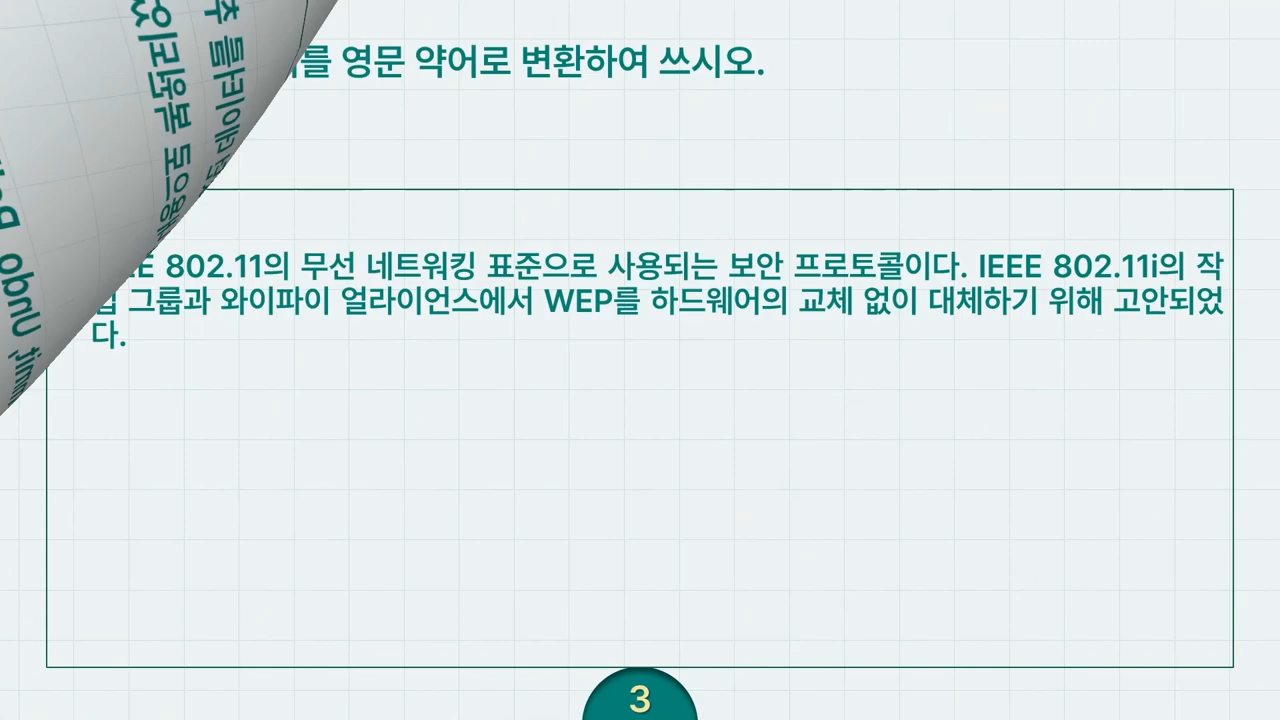 를 영문 약어로 변환하여 쓰시오.
802.11의 무선 네트워킹 표준으로 사용되는 보안 프로토콜이다. IEEE 802.11i의 작
그룹과 와이파이 얼라이언스에서 WEP를 하드웨어의 교체 없이 대체하기 위해 고안되었
다.
3